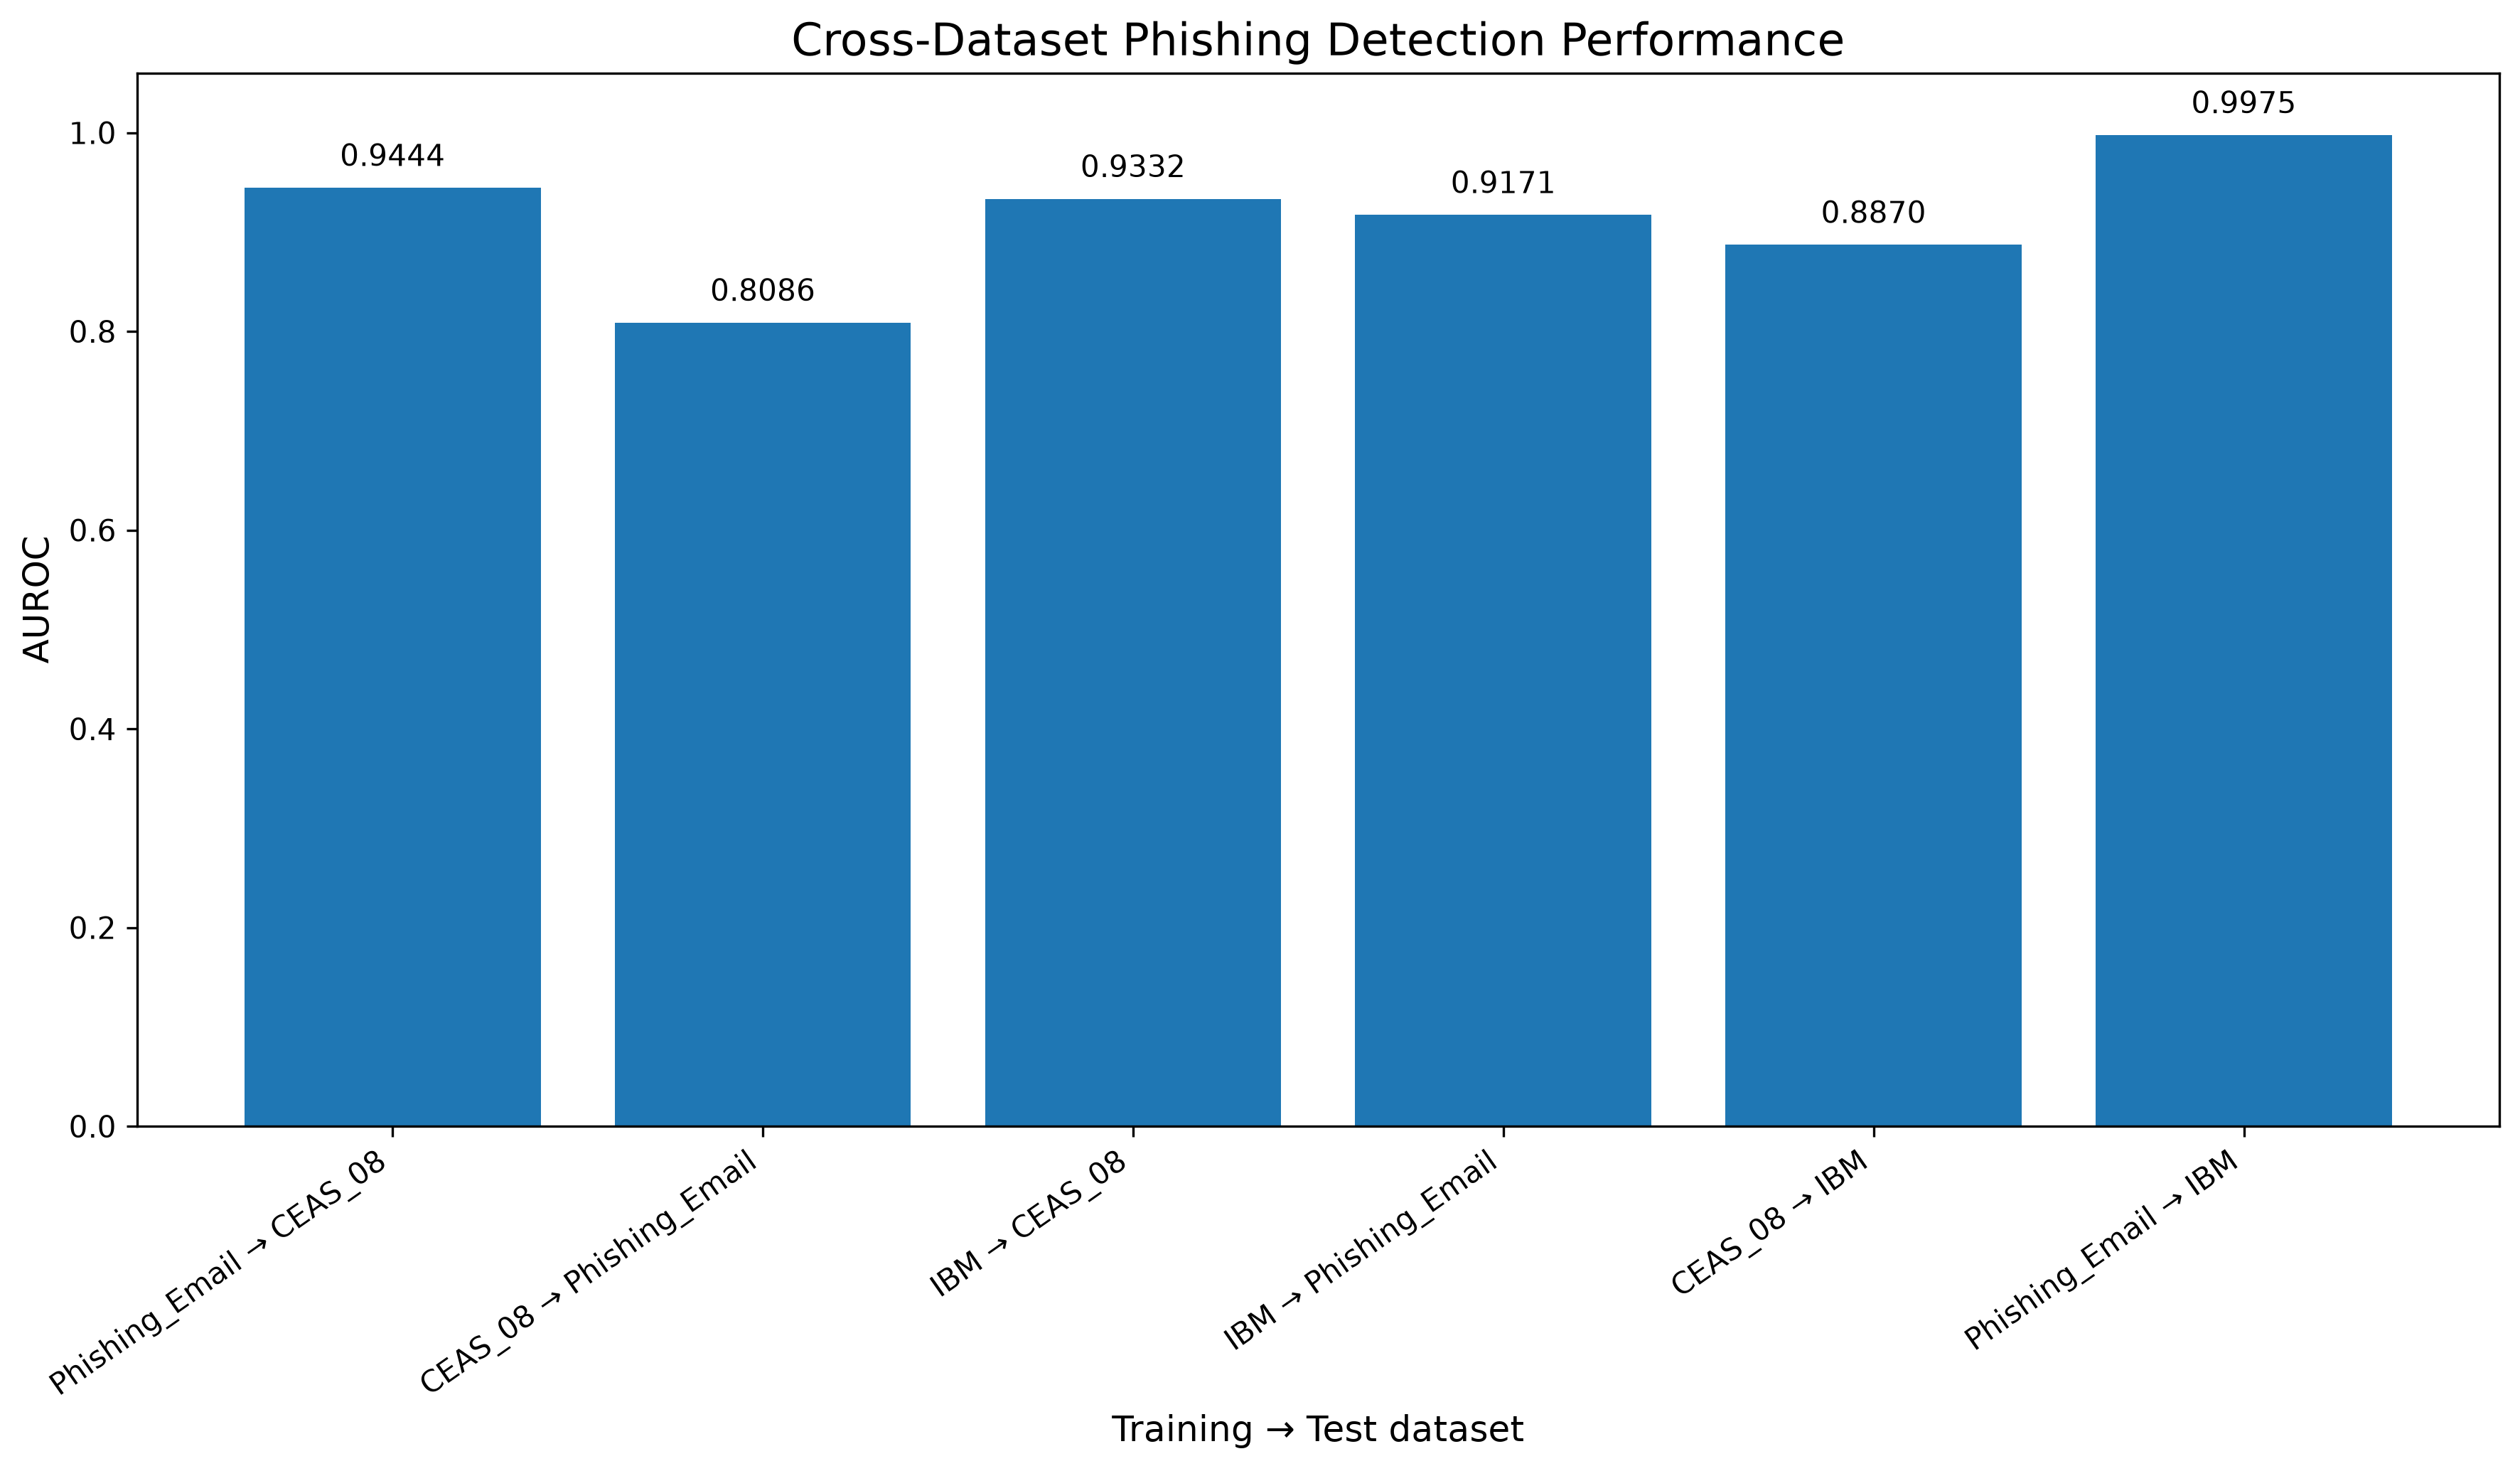 Cross-Dataset Phishing Detection Performance
0.9444
0.8086
0.9332
0.9171
0.8870
0.9975
1.0
0.8
0.6
0.4
0.2
0.0
AUROC
Phishing_Email → CEAS_08
CEAS_08 → Phishing_Email
IBM → CEAS_08
IBM → Phishing_Email
CEAS_08 → IBM
Phishing_Email → IBM
Training → Test dataset